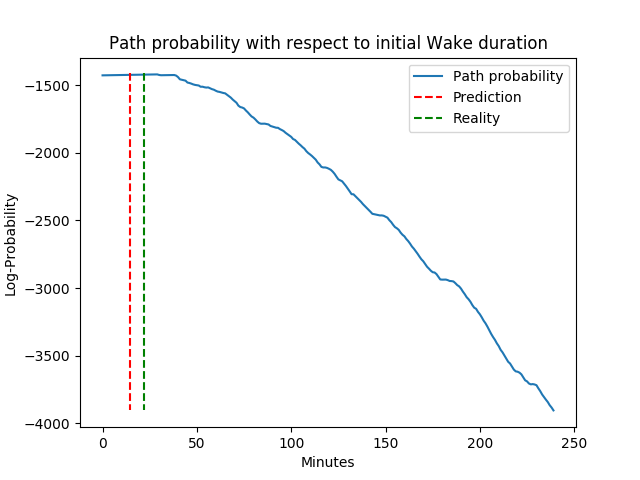 Path probability with respect to initial Wake duration
Path probability
Prediction
Reality
Log-Probability
−1500
−2000
−2500
−3000
−3500
−4000
0 50 100 150 200 250
Minutes